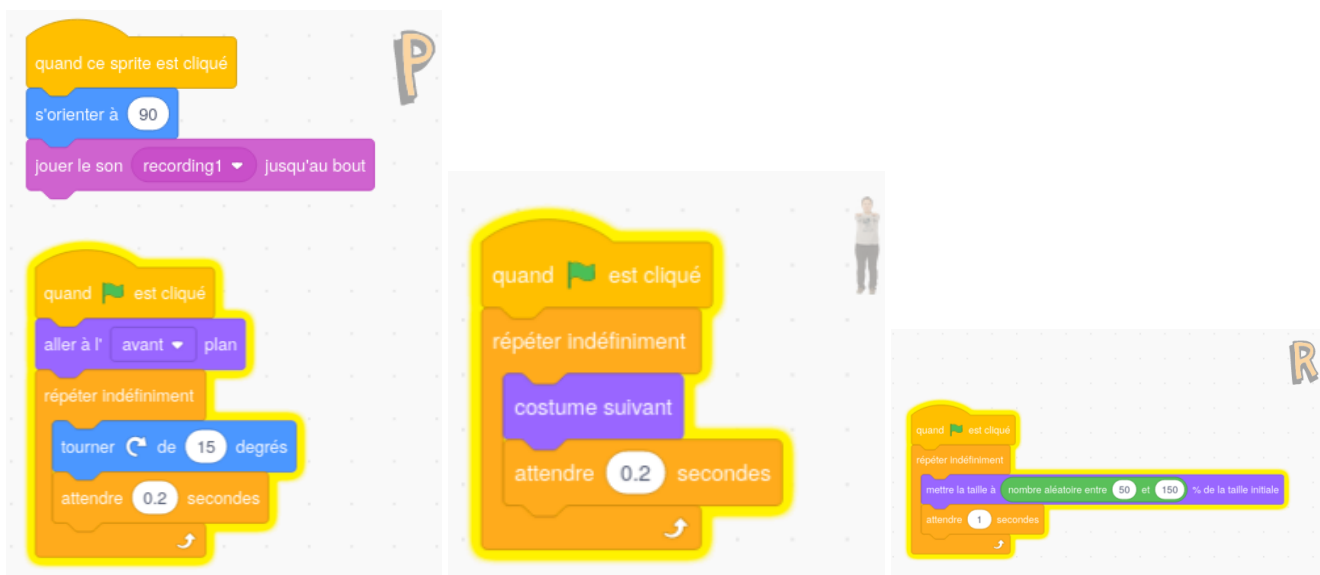 quand ce sprite est cliqué
s'orienter à 90
jouer le son recording1 jusqu'au bout
quand est cliqué
aller à l' avant plan
répéter indéfiniment
tourner de 15 degrés
attendre 0.2 secondes
P
quand est cliqué
répéter indéfiniment
costume suivant
attendre 0.2 secondes
quand est cliqué
répéter indéfiniment
mettre la taille à nombre aléatoire entre 50 et 150 % de la taille initiale
attendre 1 secondes
R